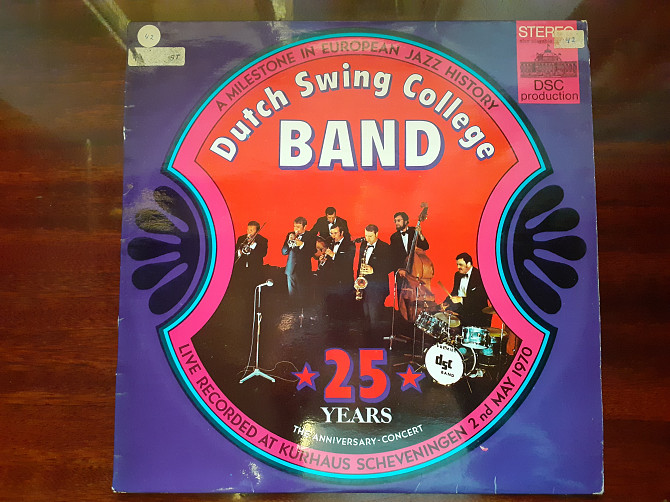 A MILESTONE IN EUROPEAN JAZZ HISTORY
Dutch Swing College
BAND
STEREO
DSC
production
42
dsc
BAND
25
YEARS
THE ANNIVERSARY-CONCERT
LIVE RECORDED AT KURHAUS SCHEVENINGEN 2nd MAY 1970